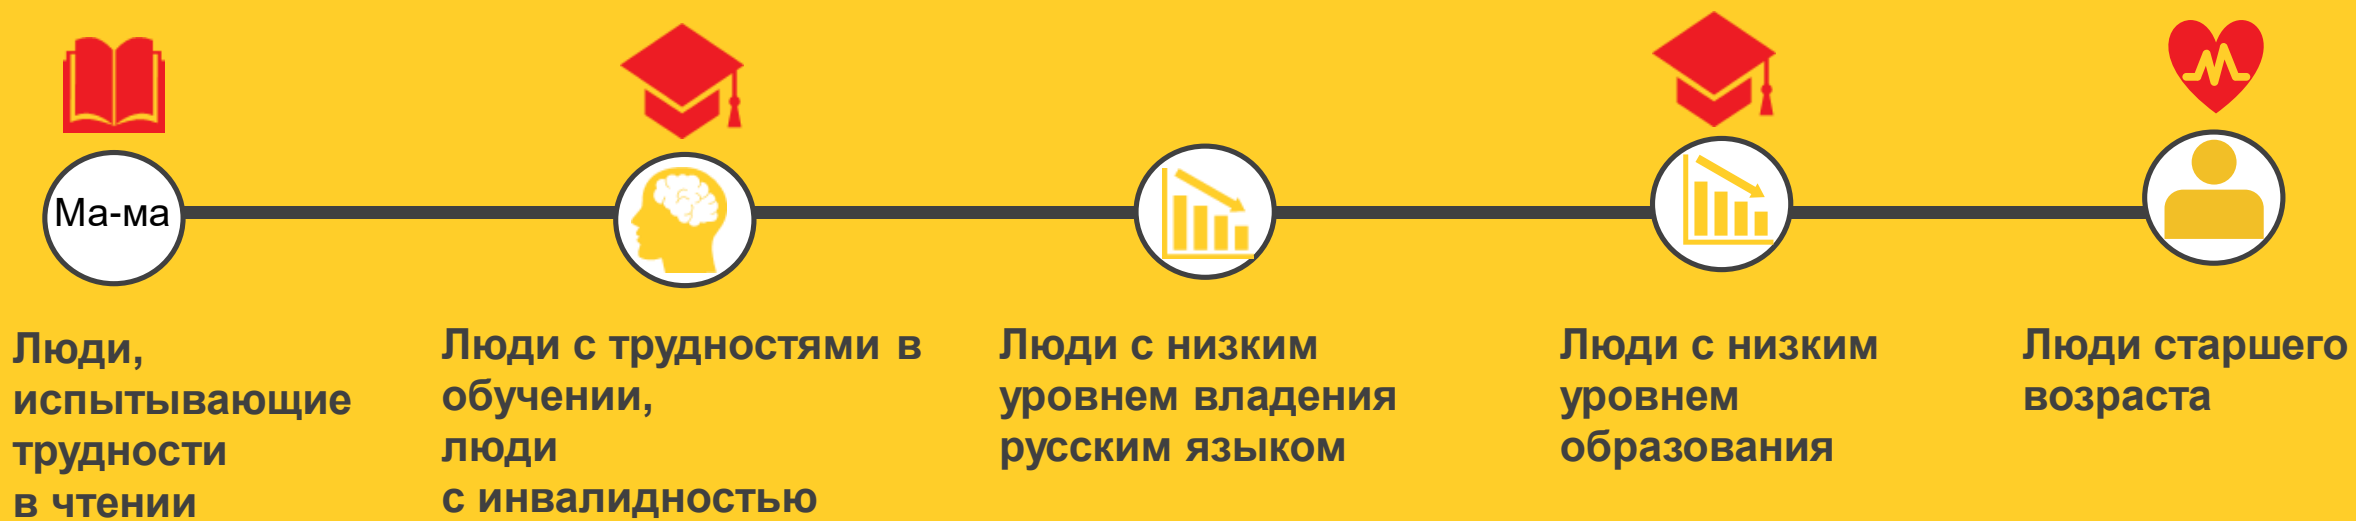 Ма-ма
Люди,
испытывающие
трудности
в чтении
Люди с трудностями в
обучении,
люди
с инвалидностью
Люди с низким
уровнем владения
русским языком
Люди с низким
уровнем
образования
Люди старшего
возраста